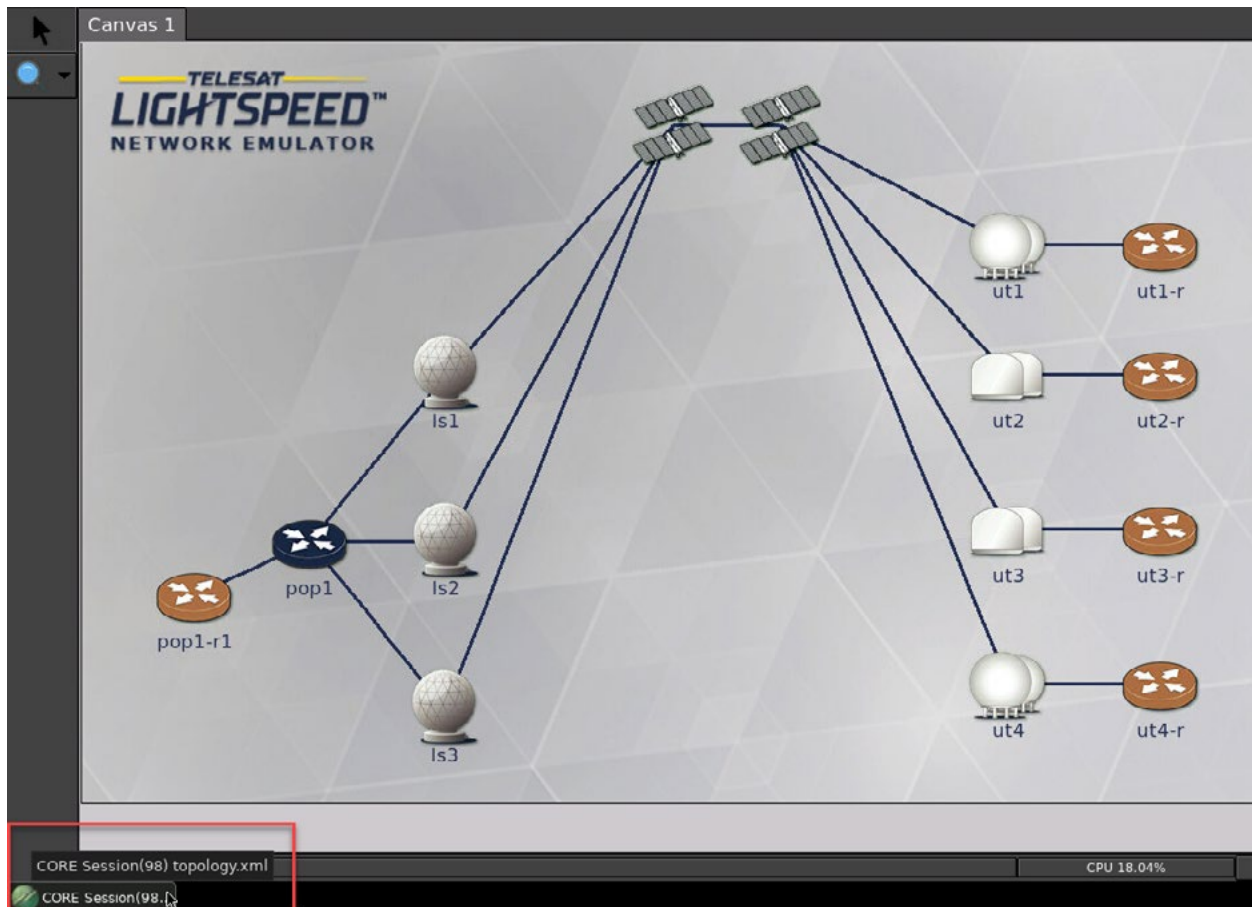 Canvas 1
TELESAT
LIGHTSPEED™
NETWORK EMULATOR
ut1
ut1-r
ls1
ut2
ut2-r
pop1
ls2
ut3
ut3-r
pop1-r1
ls3
ut4
ut4-r
CORE Session(98) topology.xml
CPU 18.04%
CORE Session(98..